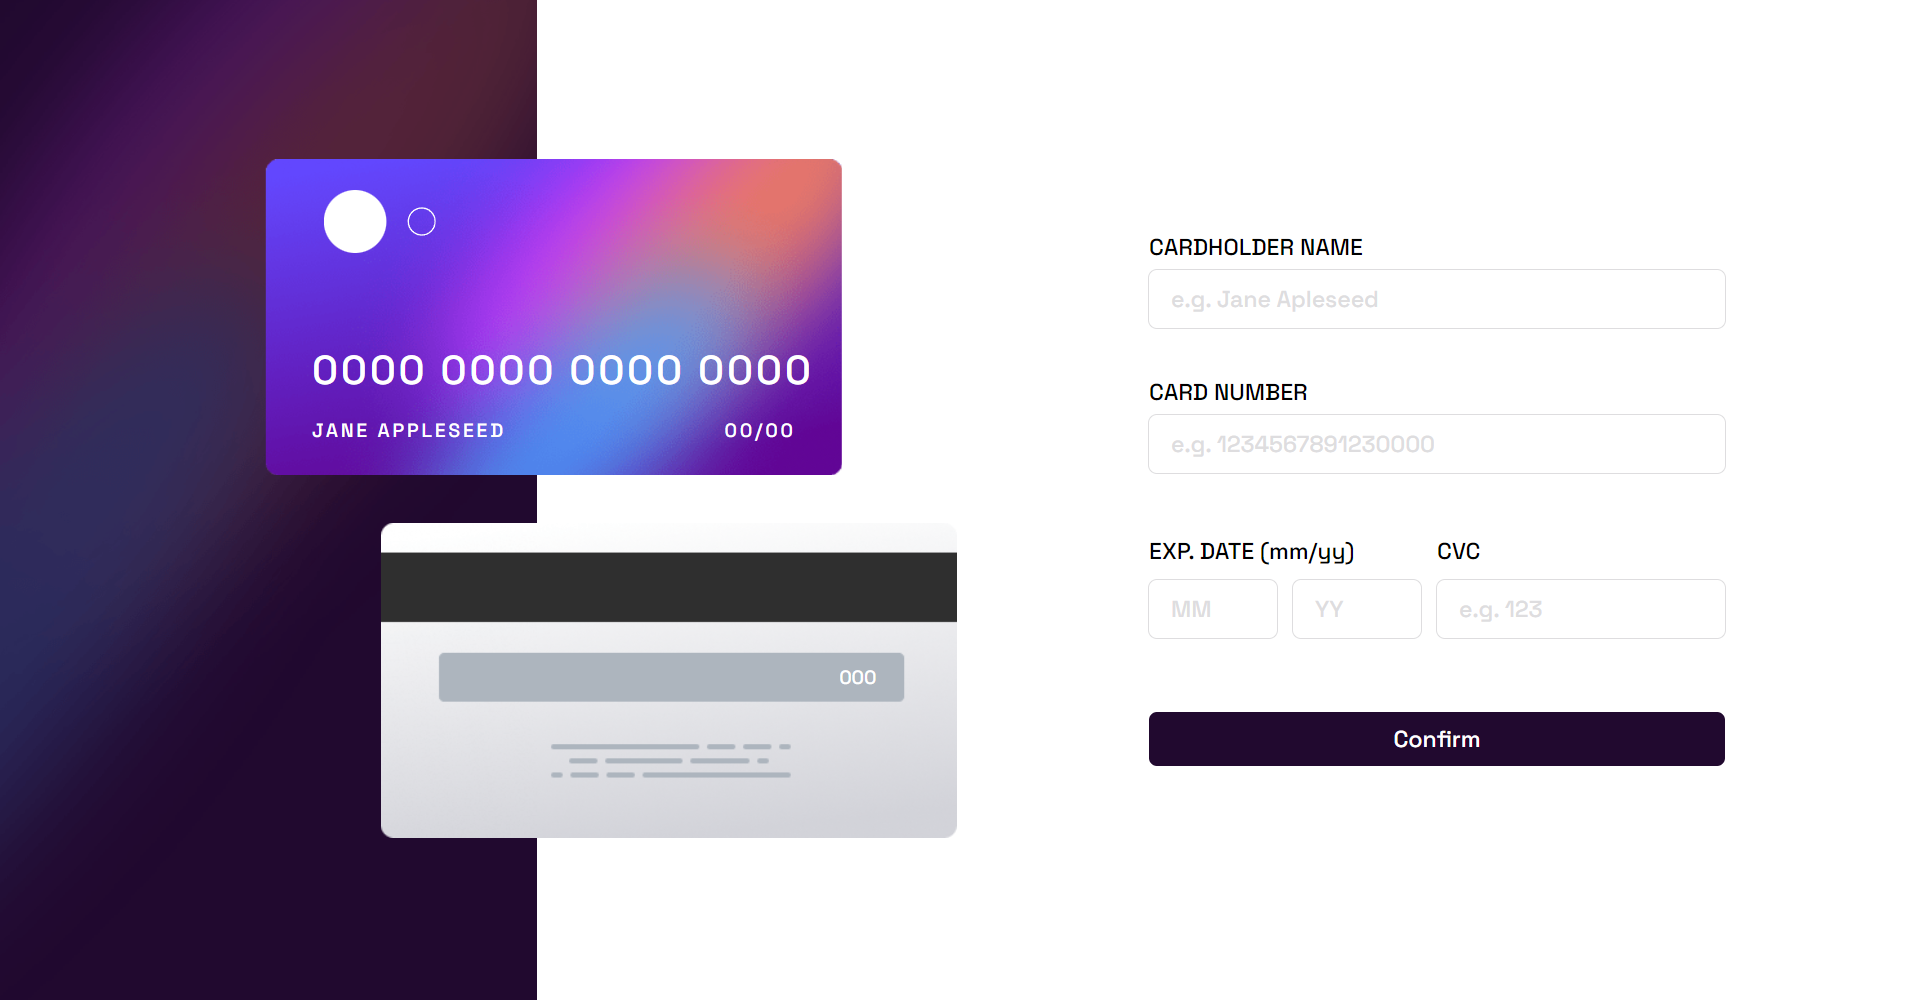 0000 0000 0000 0000
JANE APPLESEED 00/00
000
CARDHOLDER NAME
e.g. Jane Apleseed
CARD NUMBER
e.g. 1234567891230000
EXP. DATE (mm/yy) CVC
MM YY e.g. 123
Confirm